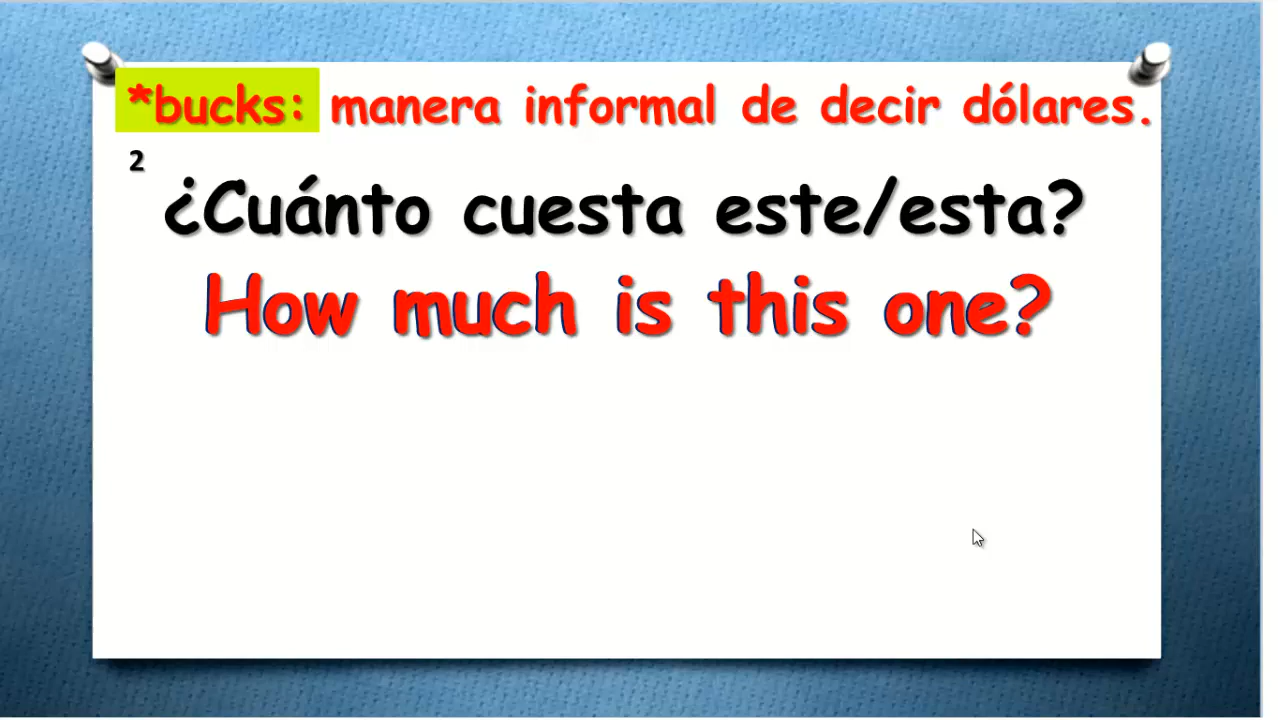 *bucks: manera informal de decir dólares.
2
¿Cuánto cuesta este/esta?
How much is this one?